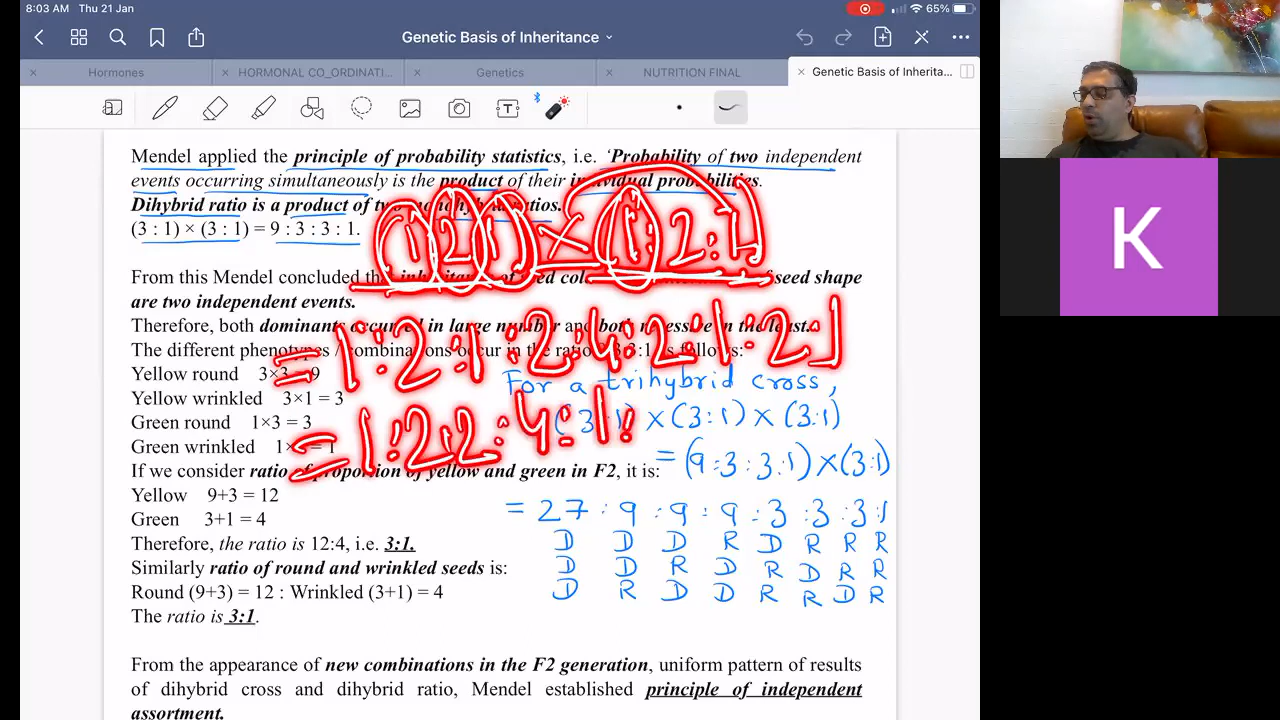 8:03 AM Thu 21 Jan
65%
Genetic Basis of Inheritance
Hormones
HORMONAL CO_ORDINATI...
Genetics
NUTRITION FINAL
Genetic Basis of Inherita...
Mendel applied the principle of probability statistics, i.e. ‘Probability of two independent
events occurring simultaneously is the product of their individual probabilities.
Dihybrid ratio is a product of two monohybrid ratios.
(3 : 1) × (3 : 1) = 9 : 3 : 3 : 1.
(1:2:1) × (1:2:1)
From this Mendel concluded of seed seed shape
are two independent events.
= 1:2:1:2:4:2:1:2:1
Therefore, both dominants occurred in large number and both
The different phenotypes / combinations occur in the ratio as follows:
Yellow round 3×3 = 9
For a trihybrid cross,
Yellow wrinkled 3×1 = 3
(3:1) × (3:1) × (3:1)
Green round 1×3 = 3
= 1:2:2:4:1:
Green wrinkled = 1
= (9:3:3:1) × (3:1)
If we consider ratio of proportion of yellow and green in F2, it is:
Yellow 9+3 = 12
= 27 : 9 : 9 : 9 : 3 : 3 : 3 : 1
Green 3+1 = 4
D D D R D R R R
Therefore, the ratio is 12:4, i.e. 3:1.
D D R D R D R R
Similarly ratio of round and wrinkled seeds is:
D R D D R R D R
Round (9+3) = 12 : Wrinkled (3+1) = 4
The ratio is 3:1.
From the appearance of new combinations in the F2 generation, uniform pattern of results
of dihybrid cross and dihybrid ratio, Mendel established principle of independent
assortment.
K